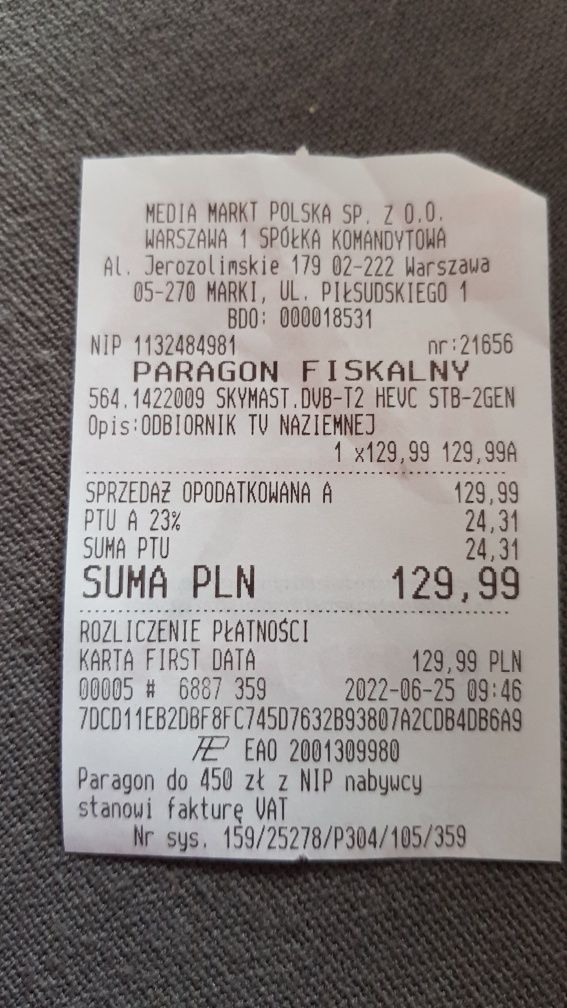 MEDIA MARKT POLSKA SP. Z O.O.
WARSZAWA 1 SPÓŁKA KOMANDYTOWA
Al. Jerozolimskie 179 02-222 Warszawa
05-270 MARKI, UL. PIŁSUDSKIEGO 1
BDO: 000018531
NIP 1132484981 nr:21656
PARAGON FISKALNY
564.1422009 SKYMAST.DVB-T2 HEVC STB-2GEN
Opis:ODBIORNIK TV NAZIEMNEJ
1 x129,99 129,99A
SPRZEDAŻ OPODATKOWANA A 129,99
PTU A 23% 24,31
SUMA PTU 24,31
SUMA PLN 129,99
ROZLICZENIE PŁATNOŚCI
KARTA FIRST DATA 129,99 PLN
00005 # 6887 359 2022-06-25 09:46
7DCD11EB2DBF8FC745D7632B93807A2CDB4DB6A9
EAO 2001309980
Paragon do 450 zł z NIP nabywcy
stanowi fakturę VAT
Nr sys. 159/25278/P304/105/359